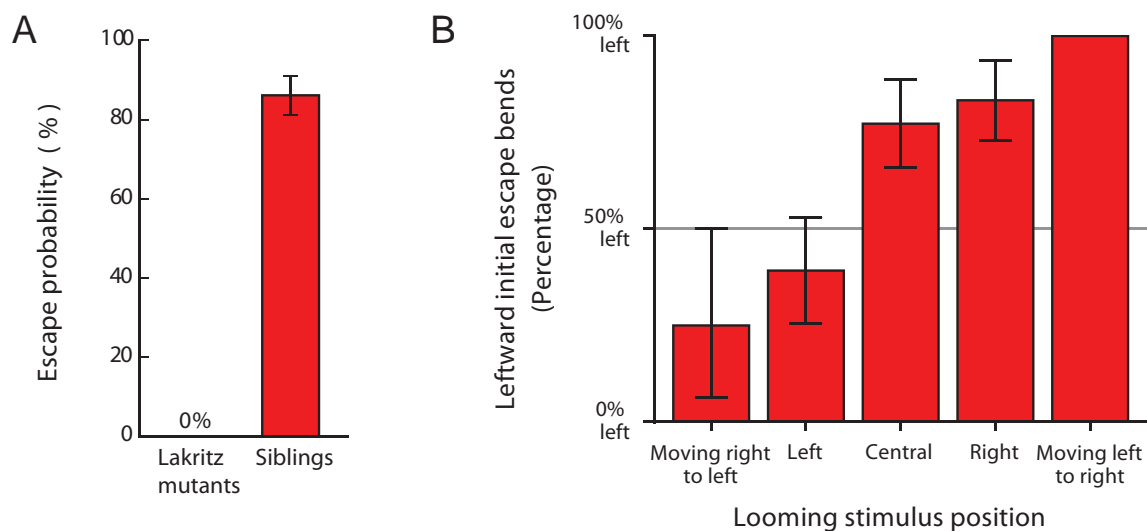 A
Escape probability (%)
100
80
60
40
20
0
0%
Lakritz
mutants
Siblings
B
Leftward initial escape bends
(Percentage)
100%
left
50%
left
0%
left
Moving right
to left
Left
Central
Right
Moving left
to right
Looming stimulus position